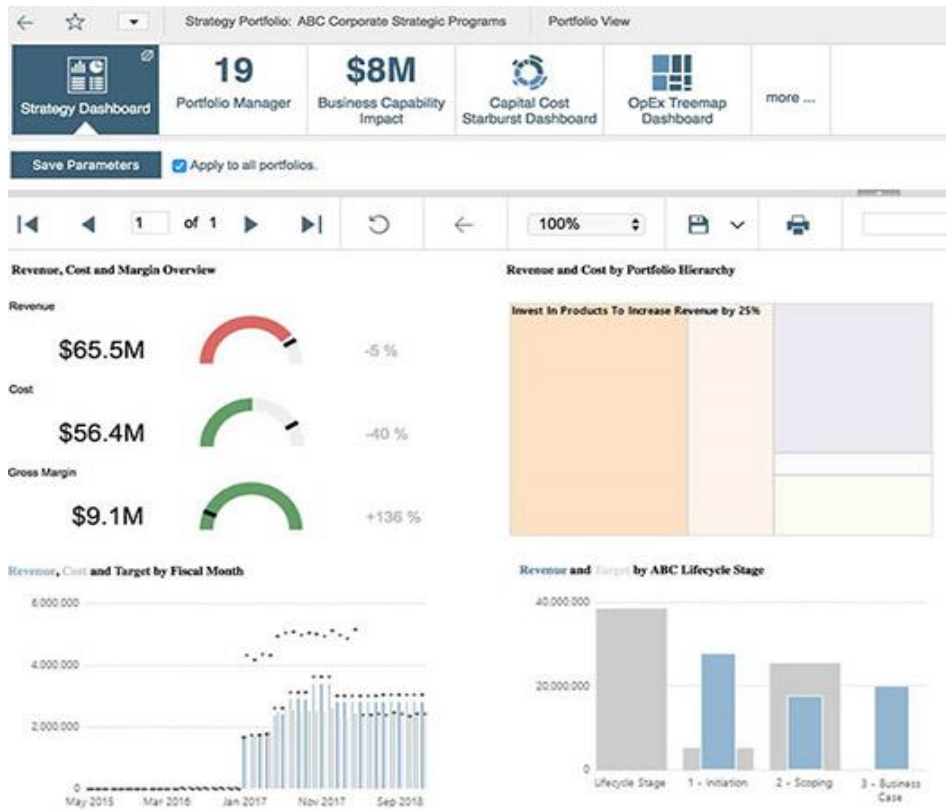 Strategy Portfolio: ABC Corporate Strategic Programs
Portfolio View
Strategy Dashboard
19
Portfolio Manager
$8M
Business Capability
Impact
Capital Cost
Starburst Dashboard
OpEx Treemap
Dashboard
more ...
Save Parameters
Apply to all portfolios.
1 of 1
100%
Revenue, Cost and Margin Overview
Revenue
$65.5M
-5 %
Cost
$56.4M
-40 %
Gross Margin
$9.1M
+136 %
Revenue and Cost by Portfolio Hierarchy
Invest In Products To Increase Revenue by 25%
Revenue, Cost and Target by Fiscal Month
6.000.000
4.000.000
2.000.000
0
May 2015 Mar 2016 Jan 2017 Nov 2017 Sep 2018
Revenue and Target by ABC Lifecycle Stage
40.000.000
20.000.000
0
Lifecycle Stage 1 - Initiation 2 - Scoping 3 - Business
Case